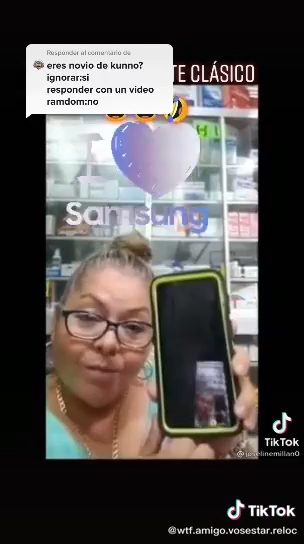 Responder al comentario de
eres novio de kunno?
ignorar:si
responder con un video
ramdom:no
TE CLÁSICO
Samsung
TikTok
@joselinemillan0
TikTok
@wtf.amigo.vosestar.reloc